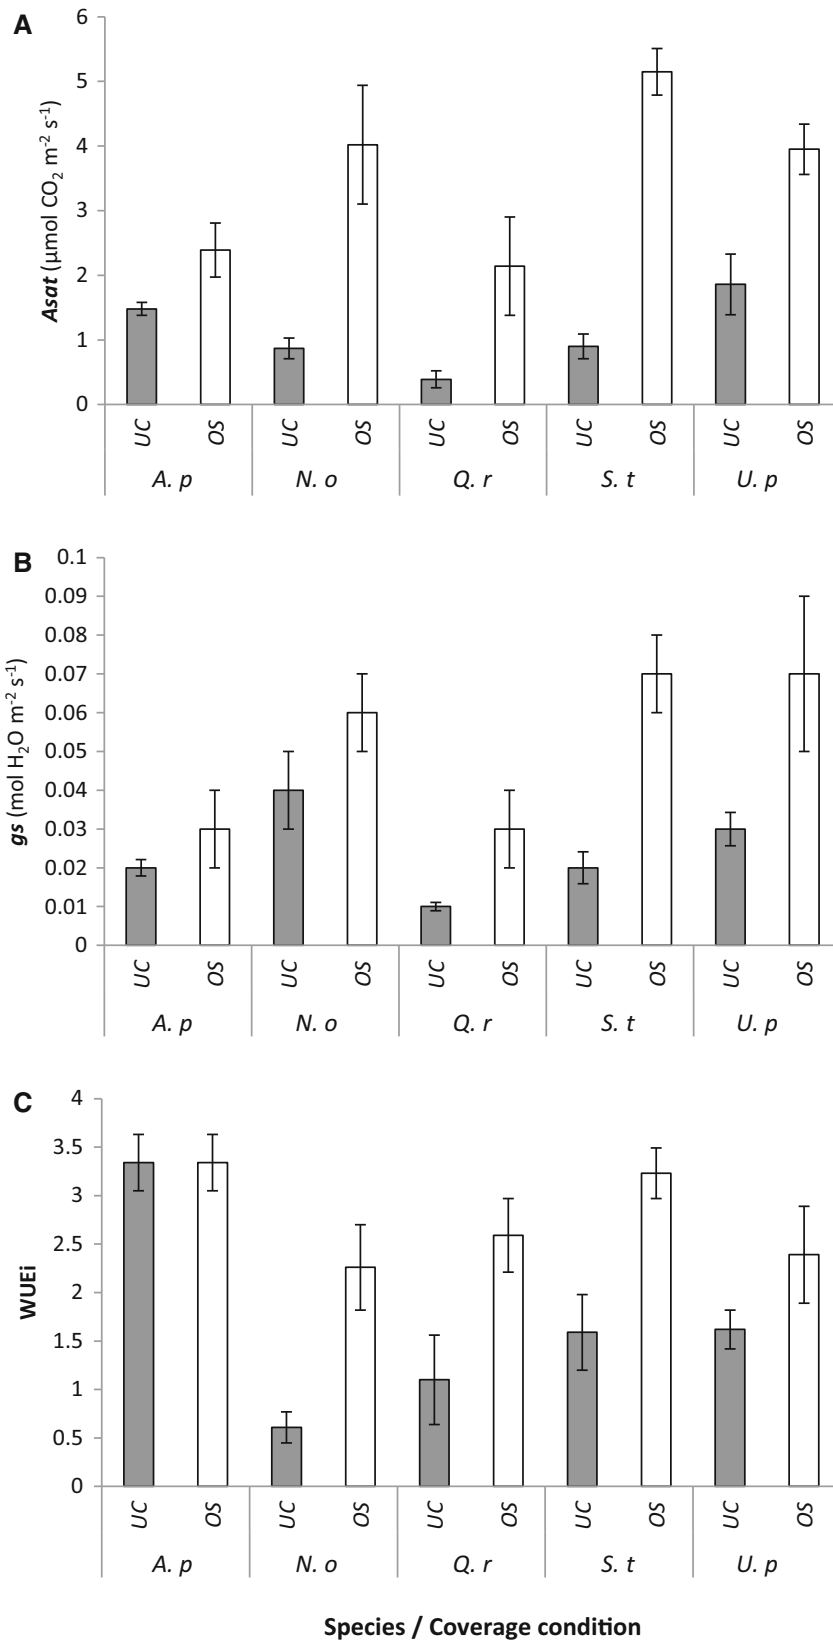 A
Asat (µmol CO2 m-2 s-1)
6
5
4
3
2
1
0
UC OS UC OS UC OS UC OS UC OS
A. p N. o Q. r S. t U. p
B
gs (mol H2O m-2 s-1)
0.1
0.09
0.08
0.07
0.06
0.05
0.04
0.03
0.02
0.01
0
UC OS UC OS UC OS UC OS UC OS
A. p N. o Q. r S. t U. p
C
WUEi
4
3.5
3
2.5
2
1.5
1
0.5
0
UC OS UC OS UC OS UC OS UC OS
A. p N. o Q. r S. t U. p
Species / Coverage condition